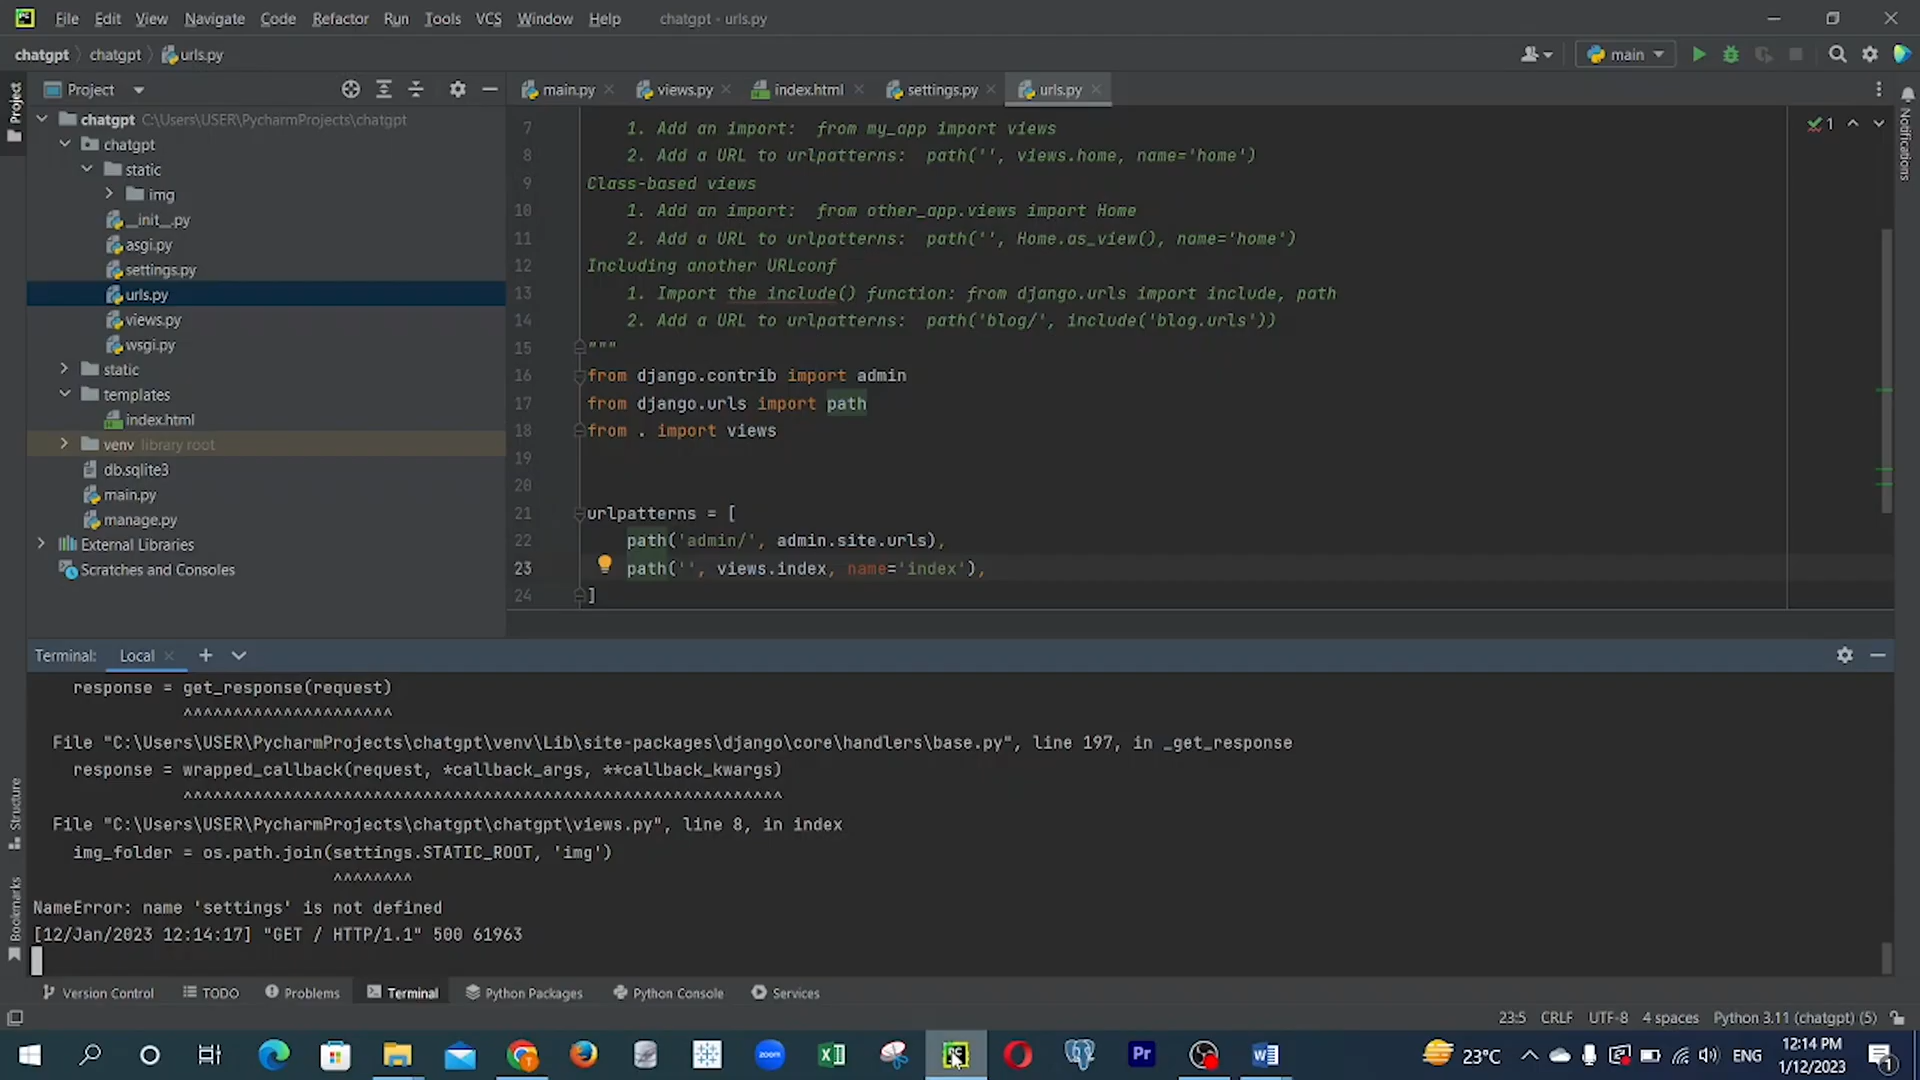 File Edit View Navigate Code Refactor Run Tools VCS Window Help chatgpt - urls.py
chatgpt chatgpt urls.py main
Project main.py views.py index.html settings.py urls.py
Project
Notifications
Structure
Bookmarks
chatgpt C:\Users\USER\PycharmProjects\chatgpt
chatgpt
static
img
__init__.py
asgi.py
settings.py
urls.py
views.py
wsgi.py
static
templates
index.html
venv library root
db.sqlite3
main.py
manage.py
External Libraries
Scratches and Consoles
1
7 1. Add an import: from my_app import views
8 2. Add a URL to urlpatterns: path('', views.home, name='home')
9 Class-based views
10 1. Add an import: from other_app.views import Home
11 2. Add a URL to urlpatterns: path('', Home.as_view(), name='home')
12 Including another URLconf
13 1. Import the include() function: from django.urls import include, path
14 2. Add a URL to urlpatterns: path('blog/', include('blog.urls'))
15 """
16 from django.contrib import admin
17 from django.urls import path
18 from . import views
19
20
21 urlpatterns = [
22 path('admin/', admin.site.urls),
23 path('', views.index, name='index'),
24 ]
Terminal: Local
response = get_response(request)
^^^^^^^^^^^^^^^^^^^^^
File "C:\Users\USER\PycharmProjects\chatgpt\venv\Lib\site-packages\django\core\handlers\base.py", line 197, in _get_response
response = wrapped_callback(request, *callback_args, **callback_kwargs)
^^^^^^^^^^^^^^^^^^^^^^^^^^^^^^^^^^^^^^^^^^^^^^^^^^^^^^^^^^^^
File "C:\Users\USER\PycharmProjects\chatgpt\chatgpt\views.py", line 8, in index
img_folder = os.path.join(settings.STATIC_ROOT, 'img')
^^^^^^^^
NameError: name 'settings' is not defined
[12/Jan/2023 12:14:17] "GET / HTTP/1.1" 500 61963
Version Control TODO Problems Terminal Python Packages Python Console Services
23:5 CRLF UTF-8 4 spaces Python 3.11 (chatgpt) (5)
zoom Pr 23°C ENG 12:14 PM
1/12/2023
1